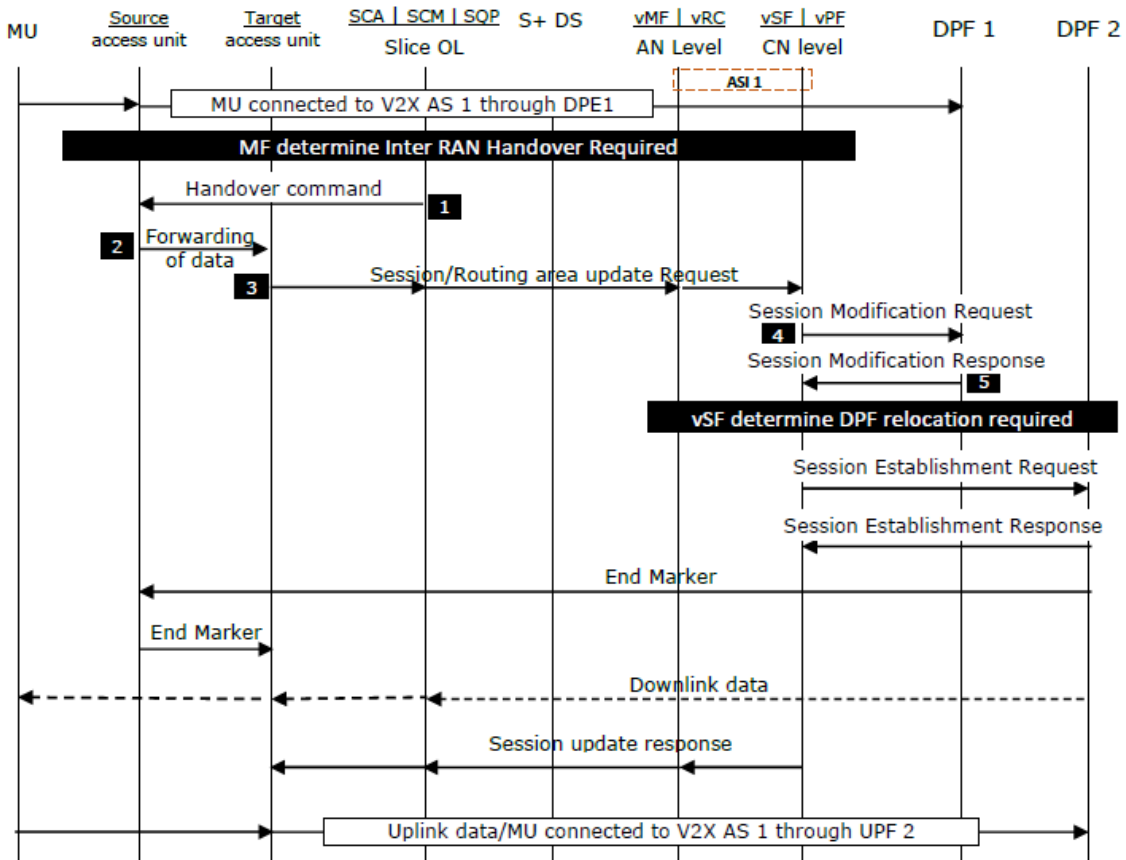 MU
Source
access unit
Target
access unit
SCA | SCM | SQP
Slice OL
S+ DS
vMF | vRC
AN Level
vSF | vPF
CN level
DPF 1
DPF 2
ASI 1
MU connected to V2X AS 1 through DPE1
MF determine Inter RAN Handover Required
Handover command
1
2
Forwarding
of data
3
Session/Routing area update Request
Session Modification Request
4
Session Modification Response
5
vSF determine DPF relocation required
Session Establishment Request
Session Establishment Response
End Marker
End Marker
Downlink data
Session update response
Uplink data/MU connected to V2X AS 1 through UPF 2